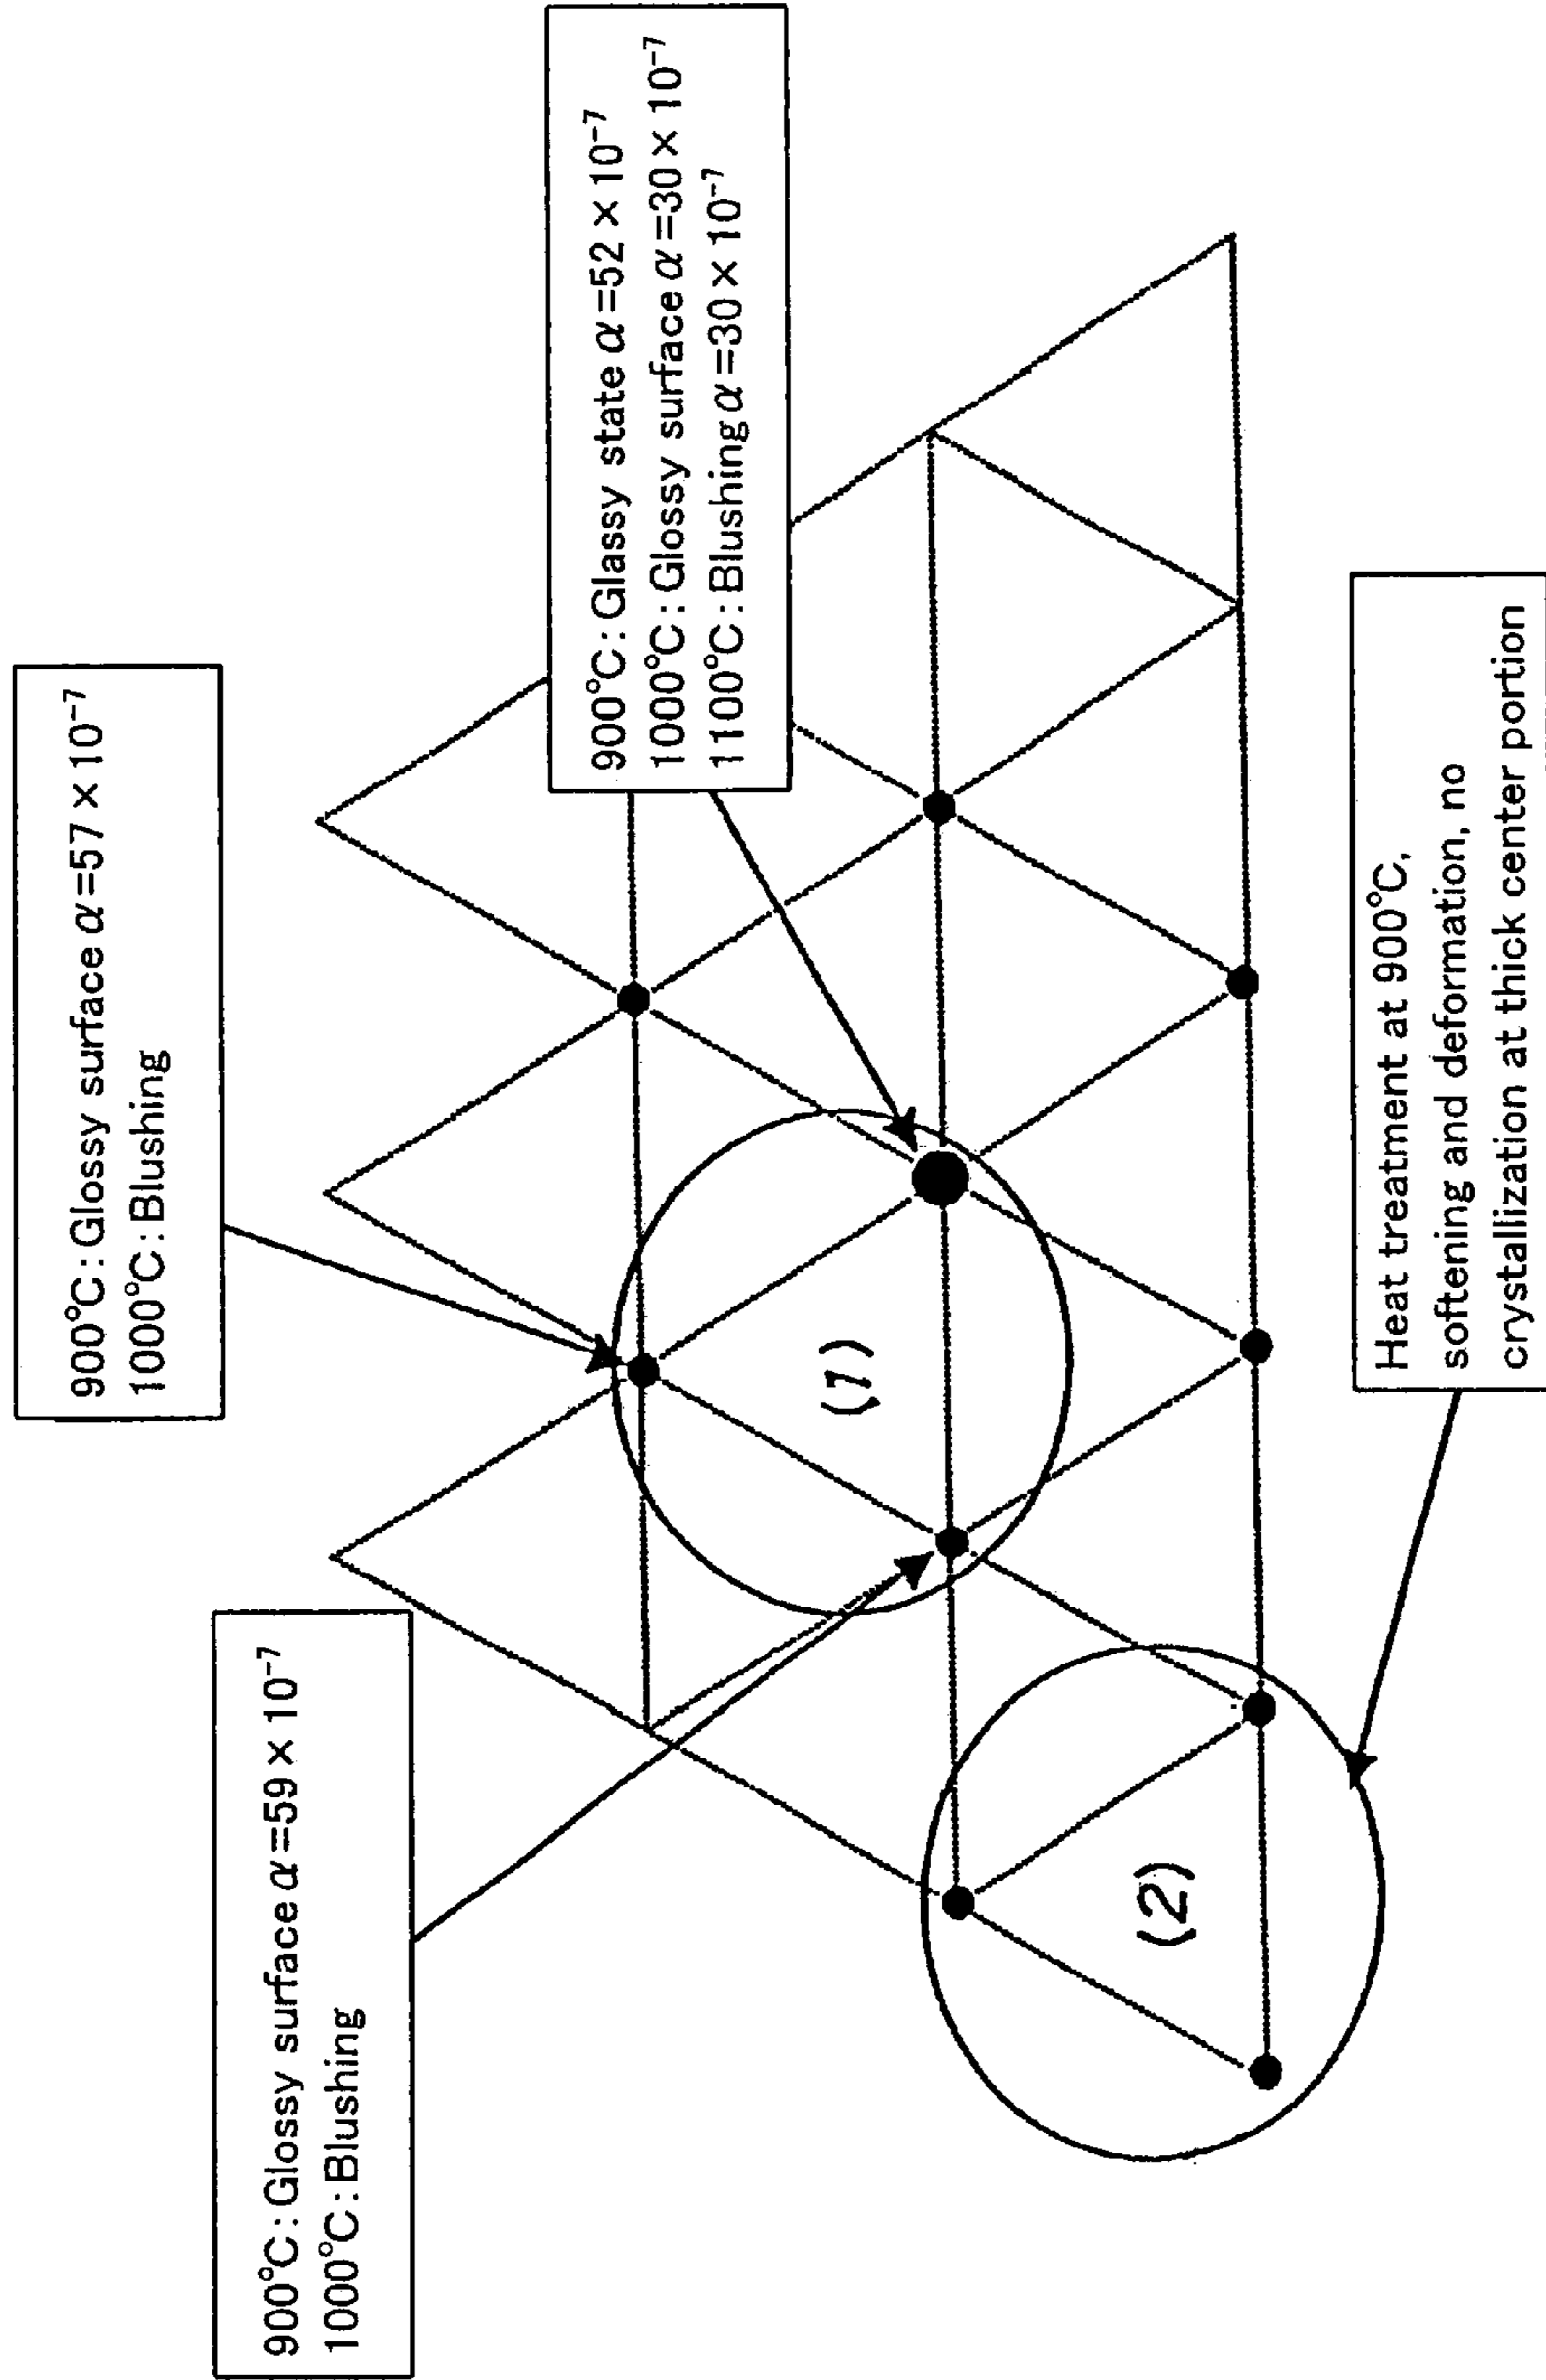 900°C:Glossy surface α=57×10⁻⁷
1000°C:Blushing
900°C:Glossy surface α=59×10⁻⁷
1000°C:Blushing
900°C:Glassy state α=52×10⁻⁷
1000°C:Glossy surface α=30×10⁻⁷
1100°C:Blushing α=30×10⁻⁷
(1)
(2)
Heat treatment at 900°C,
softening and deformation, no
crystallization at thick center portion